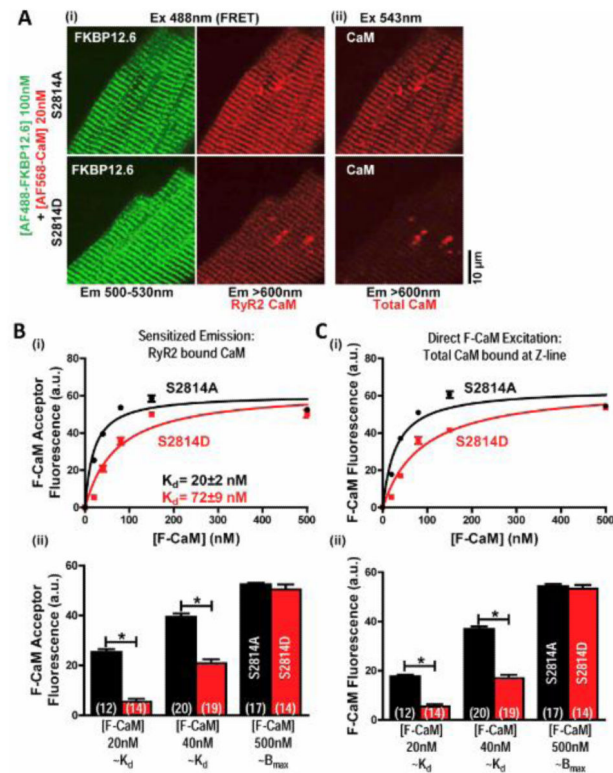 A
(i)
Ex 488nm (FRET)
(ii)
Ex 543nm
[AF488-FKBP12.6] 100nM
+ [AF568-CaM] 20nM
S2814A
S2814D
FKBP12.6
CaM
FKBP12.6
CaM
10 µm
Em 500-530nm
Em >600nm
RyR2 CaM
Em >600nm
Total CaM
B
Sensitized Emission:
RyR2 bound CaM
(i)
F-CaM Acceptor
Fluorescence (a.u.)
80
60
40
20
0
S2814A
S2814D
Kd= 20±2 nM
Kd= 72±9 nM
0 100 200 300 400 500
[F-CaM] (nM)
(ii)
F-CaM Acceptor
Fluorescence (a.u.)
60
40
20
0
*
*
S2814A
S2814D
(12) (14) (20) (19) (17) (14)
[F-CaM] [F-CaM] [F-CaM]
20nM 40nM 500nM
~Kd ~Kd ~Bmax
C
Direct F-CaM Excitation:
Total CaM bound at Z-line
(i)
F-CaM Fluorescence (a.u.)
80
60
40
20
0
S2814A
S2814D
0 100 200 300 400 500
[F-CaM] (nM)
(ii)
F-CaM Fluorescence (a.u.)
60
40
20
0
*
*
S2814A
S2814D
(12) (14) (20) (19) (17) (14)
[F-CaM] [F-CaM] [F-CaM]
20nM 40nM 500nM
~Kd ~Kd ~Bmax